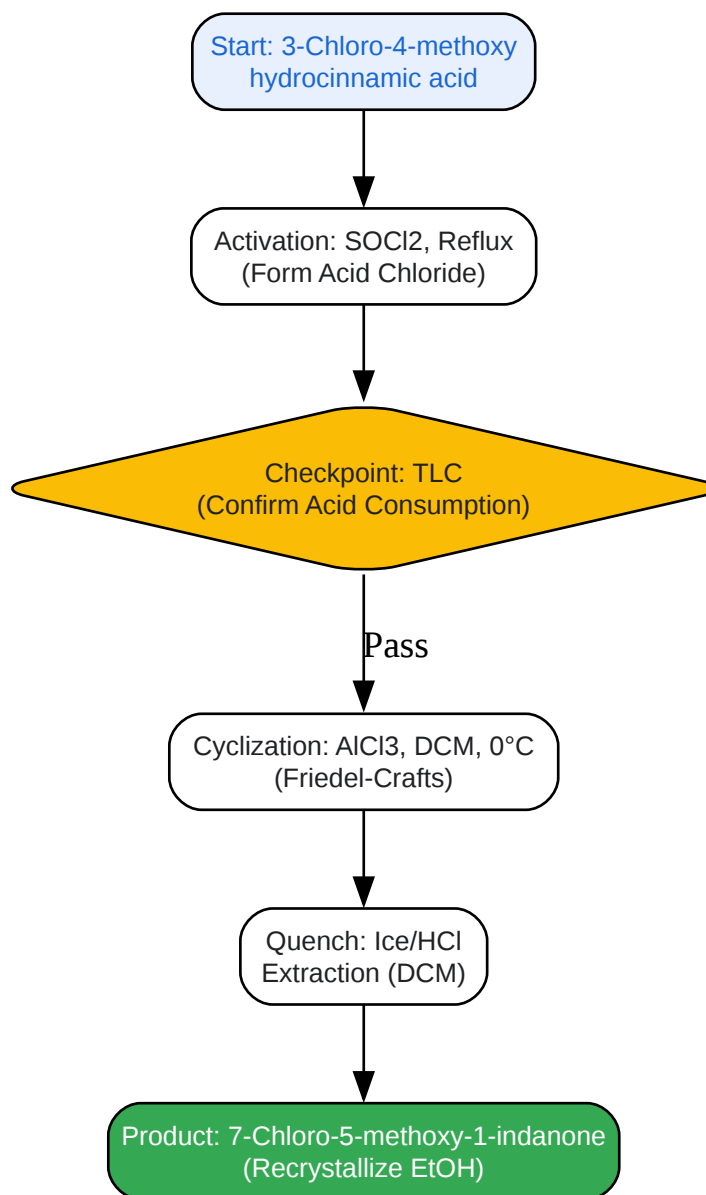 Start: 3-Chloro-4-methoxy
hydrocinnamic acid
Activation: SOCl2, Reflux
(Form Acid Chloride)
Checkpoint: TLC
(Confirm Acid Consumption)
Pass
Cyclization: AlCl3, DCM, 0°C
(Friedel-Crafts)
Quench: Ice/HCl
Extraction (DCM)
Product: 7-Chloro-5-methoxy-1-indanone
(Recrystallize EtOH)